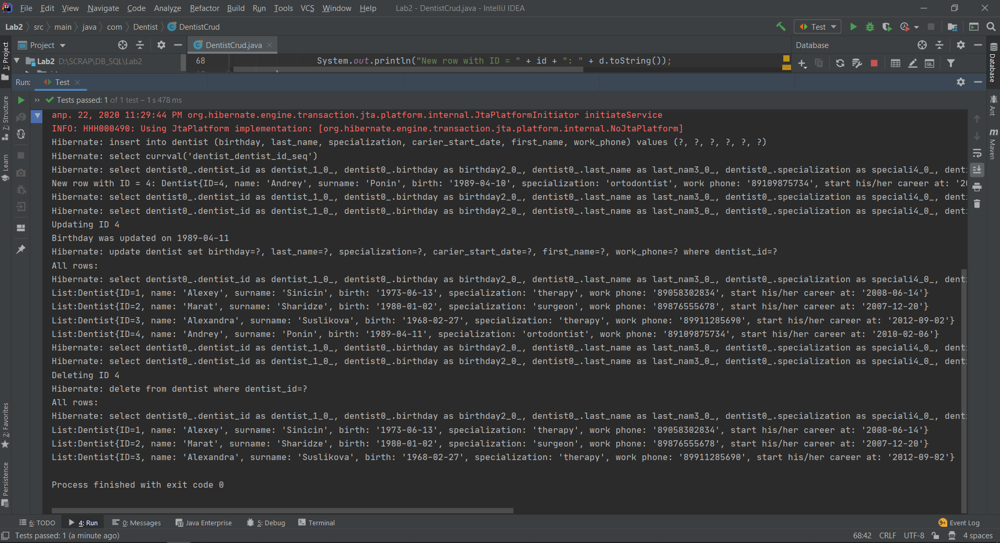 File Edit View Navigate Code Analyze Refactor Build Run Tools VCS Window Help Lab2 - DentistCrud.java - IntelliJ IDEA
Lab2 src main java com Dentist DentistCrud Test
Project DentistCrud.java Database
Lab2 D:\SCRAP\DB_SQL\Lab2 68 System.out.println("New row with ID = " + id + ": " + d.toString());
Run: Test
Tests passed: 1 of 1 test – 1 s 478 ms
апр. 22, 2020 11:29:44 PM org.hibernate.engine.transaction.jta.platform.internal.JtaPlatformInitiator initiateService
INFO: HHH000490: Using JtaPlatform implementation: [org.hibernate.engine.transaction.jta.platform.internal.NoJtaPlatform]
Hibernate: insert into dentist (birthday, last_name, specialization, carier_start_date, first_name, work_phone) values (?, ?, ?, ?, ?, ?)
Hibernate: select currval('dentist_dentist_id_seq')
Hibernate: select dentist0_.dentist_id as dentist_1_0_, dentist0_.birthday as birthday2_0_, dentist0_.last_name as last_nam3_0_, dentist0_.specialization as speciali4_0_, denti
New row with ID = 4: Dentist{ID=4, name: 'Andrey', surname: 'Ponin', birth: '1989-04-10', specialization: 'ortodontist', work phone: '89109875734', start his/her career at: '20
Hibernate: select dentist0_.dentist_id as dentist_1_0_, dentist0_.birthday as birthday2_0_, dentist0_.last_name as last_nam3_0_, dentist0_.specialization as speciali4_0_, denti
Hibernate: select dentist0_.dentist_id as dentist_1_0_, dentist0_.birthday as birthday2_0_, dentist0_.last_name as last_nam3_0_, dentist0_.specialization as speciali4_0_, denti
Updating ID 4
Birthday was updated on 1989-04-11
Hibernate: update dentist set birthday=?, last_name=?, specialization=?, carier_start_date=?, first_name=?, work_phone=? where dentist_id=?
All rows:
Hibernate: select dentist0_.dentist_id as dentist_1_0_, dentist0_.birthday as birthday2_0_, dentist0_.last_name as last_nam3_0_, dentist0_.specialization as speciali4_0_, denti
List:Dentist{ID=1, name: 'Alexey', surname: 'Sinicin', birth: '1973-06-13', specialization: 'therapy', work phone: '89058302834', start his/her career at: '2008-06-14'}
List:Dentist{ID=2, name: 'Marat', surname: 'Sharidze', birth: '1980-01-02', specialization: 'surgeon', work phone: '89876555678', start his/her career at: '2007-12-20'}
List:Dentist{ID=3, name: 'Alexandra', surname: 'Suslikova', birth: '1968-02-27', specialization: 'therapy', work phone: '89911285690', start his/her career at: '2012-09-02'}
List:Dentist{ID=4, name: 'Andrey', surname: 'Ponin', birth: '1989-04-11', specialization: 'ortodontist', work phone: '89109875734', start his/her career at: '2010-02-06'}
Hibernate: select dentist0_.dentist_id as dentist_1_0_, dentist0_.birthday as birthday2_0_, dentist0_.last_name as last_nam3_0_, dentist0_.specialization as speciali4_0_, denti
Hibernate: select dentist0_.dentist_id as dentist_1_0_, dentist0_.birthday as birthday2_0_, dentist0_.last_name as last_nam3_0_, dentist0_.specialization as speciali4_0_, denti
Deleting ID 4
Hibernate: delete from dentist where dentist_id=?
All rows:
Hibernate: select dentist0_.dentist_id as dentist_1_0_, dentist0_.birthday as birthday2_0_, dentist0_.last_name as last_nam3_0_, dentist0_.specialization as speciali4_0_, denti
List:Dentist{ID=1, name: 'Alexey', surname: 'Sinicin', birth: '1973-06-13', specialization: 'therapy', work phone: '89058302834', start his/her career at: '2008-06-14'}
List:Dentist{ID=2, name: 'Marat', surname: 'Sharidze', birth: '1980-01-02', specialization: 'surgeon', work phone: '89876555678', start his/her career at: '2007-12-20'}
List:Dentist{ID=3, name: 'Alexandra', surname: 'Suslikova', birth: '1968-02-27', specialization: 'therapy', work phone: '89911285690', start his/her career at: '2012-09-02'}
Process finished with exit code 0
1: Project
7: Structure
Learn
2: Favorites
Persistence
Database
Ant
Maven
6: TODO 4: Run 0: Messages Java Enterprise 5: Debug Terminal 9+ Event Log
Tests passed: 1 (a minute ago) 68:42 CRLF UTF-8 4 spaces